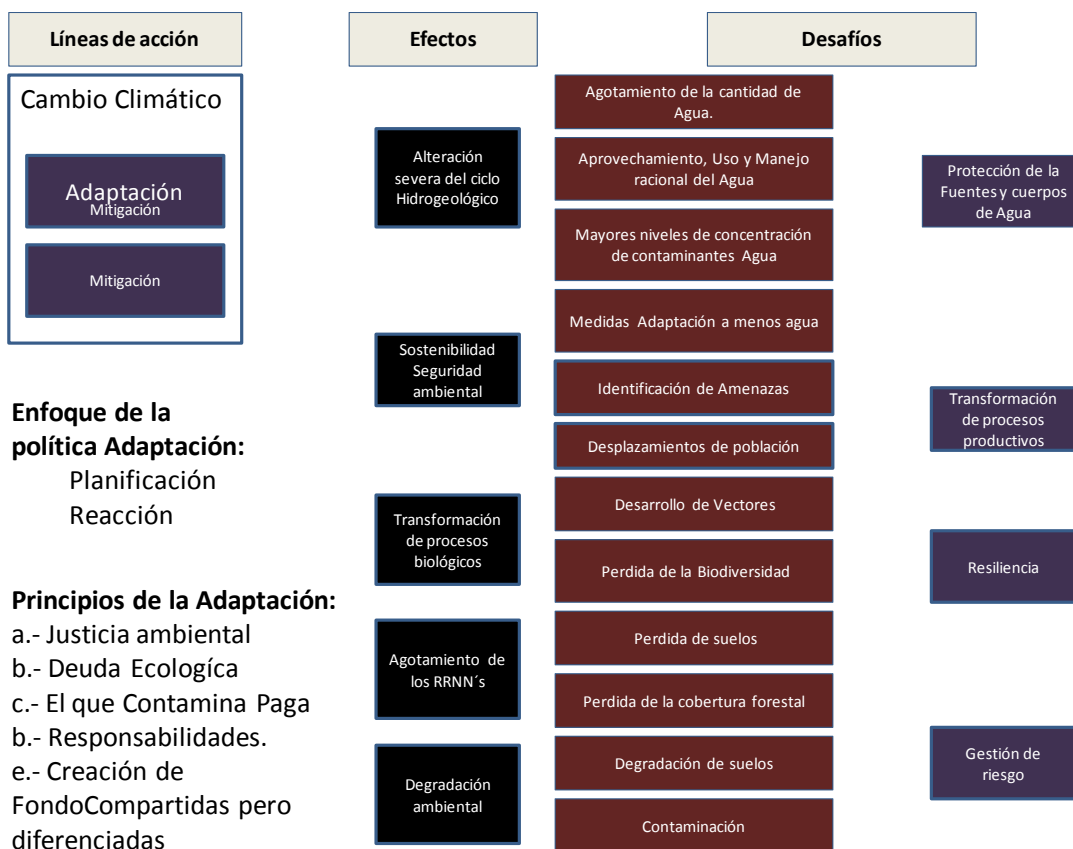 Líneas de acción
Efectos
Desafíos
Cambio Climático
Adaptación
Mitigación
Mitigación
Enfoque de la
política Adaptación:
Planificación
Reacción
Principios de la Adaptación:
a.- Justicia ambiental
b.- Deuda Ecologíca
c.- El que Contamina Paga
b.- Responsabilidades.
e.- Creación de
FondoCompartidas pero
diferenciadas
Alteración
severa del ciclo
Hidrogeológico
Sostenibilidad
Seguridad
ambiental
Transformación
de procesos
biológicos
Agotamiento de
los RRNN´s
Degradación
ambiental
Agotamiento de la cantidad de
Agua.
Aprovechamiento, Uso y Manejo
racional del Agua
Mayores niveles de concentración
de contaminantes Agua
Medidas Adaptación a menos agua
Identificación de Amenazas
Desplazamientos de población
Desarrollo de Vectores
Perdida de la Biodiversidad
Perdida de suelos
Perdida de la cobertura forestal
Degradación de suelos
Contaminación
Protección de la
Fuentes y cuerpos
de Agua
Transformación
de procesos
productivos
Resiliencia
Gestión de
riesgo